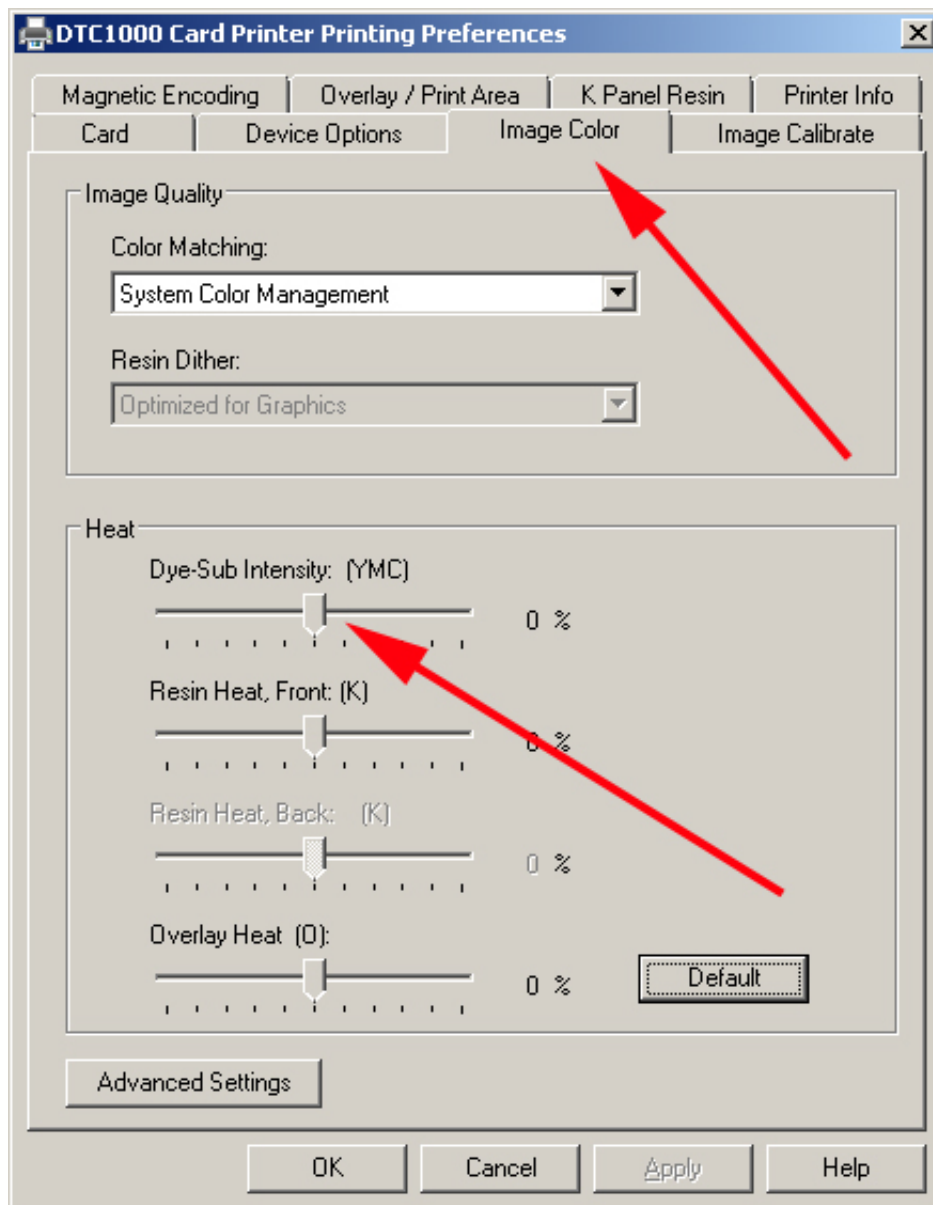 DTC1000 Card Printer Printing Preferences
Magnetic Encoding Overlay / Print Area K Panel Resin Printer Info
Card Device Options Image Color Image Calibrate
Image Quality
Color Matching:
System Color Management
Resin Dither:
Optimized for Graphics
Heat
Dye-Sub Intensity: (YMC)
0 %
Resin Heat, Front: (K)
0 %
Resin Heat, Back: (K)
0 %
Overlay Heat (O):
0 %
Default
Advanced Settings
OK Cancel Apply Help